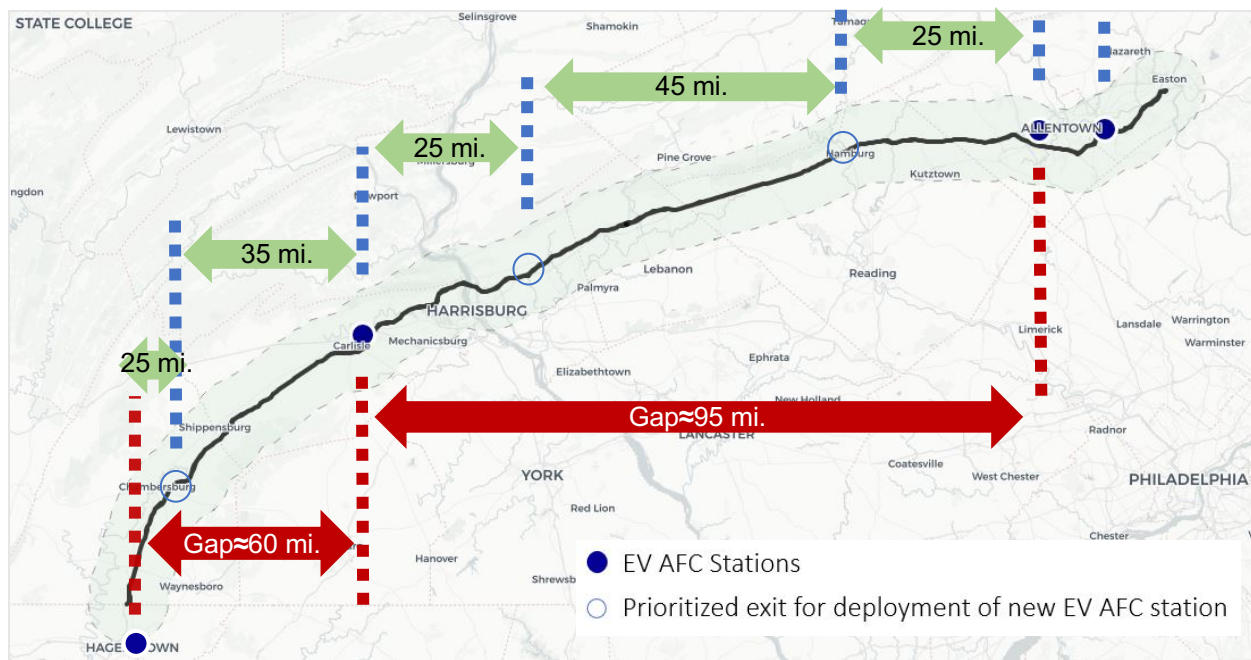 STATE COLLEGE
Selinsgrove
Shamokin
25 mi.
Nazareth
Easton
45 mi.
Lewistown
ALLENTOWN
25 mi.
Pine Grove
Hamburg
Kutztown
35 mi.
Lebanon
Reading
Palmyra
HARRISBURG
Carlisle
Mechanicsburg
Limerick
Lansdale
Warrington
Warminster
25 mi.
Ephrata
Elizabethtown
New Holland
Gap≈95 mi.
Shippensburg
LANCASTER
Radnor
Coatesville
West Chester
YORK
PHILADELPHIA
Chambersburg
Red Lion
Chester
Gap≈60 mi.
Hanover
EV AFC Stations
Waynesboro
Prioritized exit for deployment of new EV AFC station